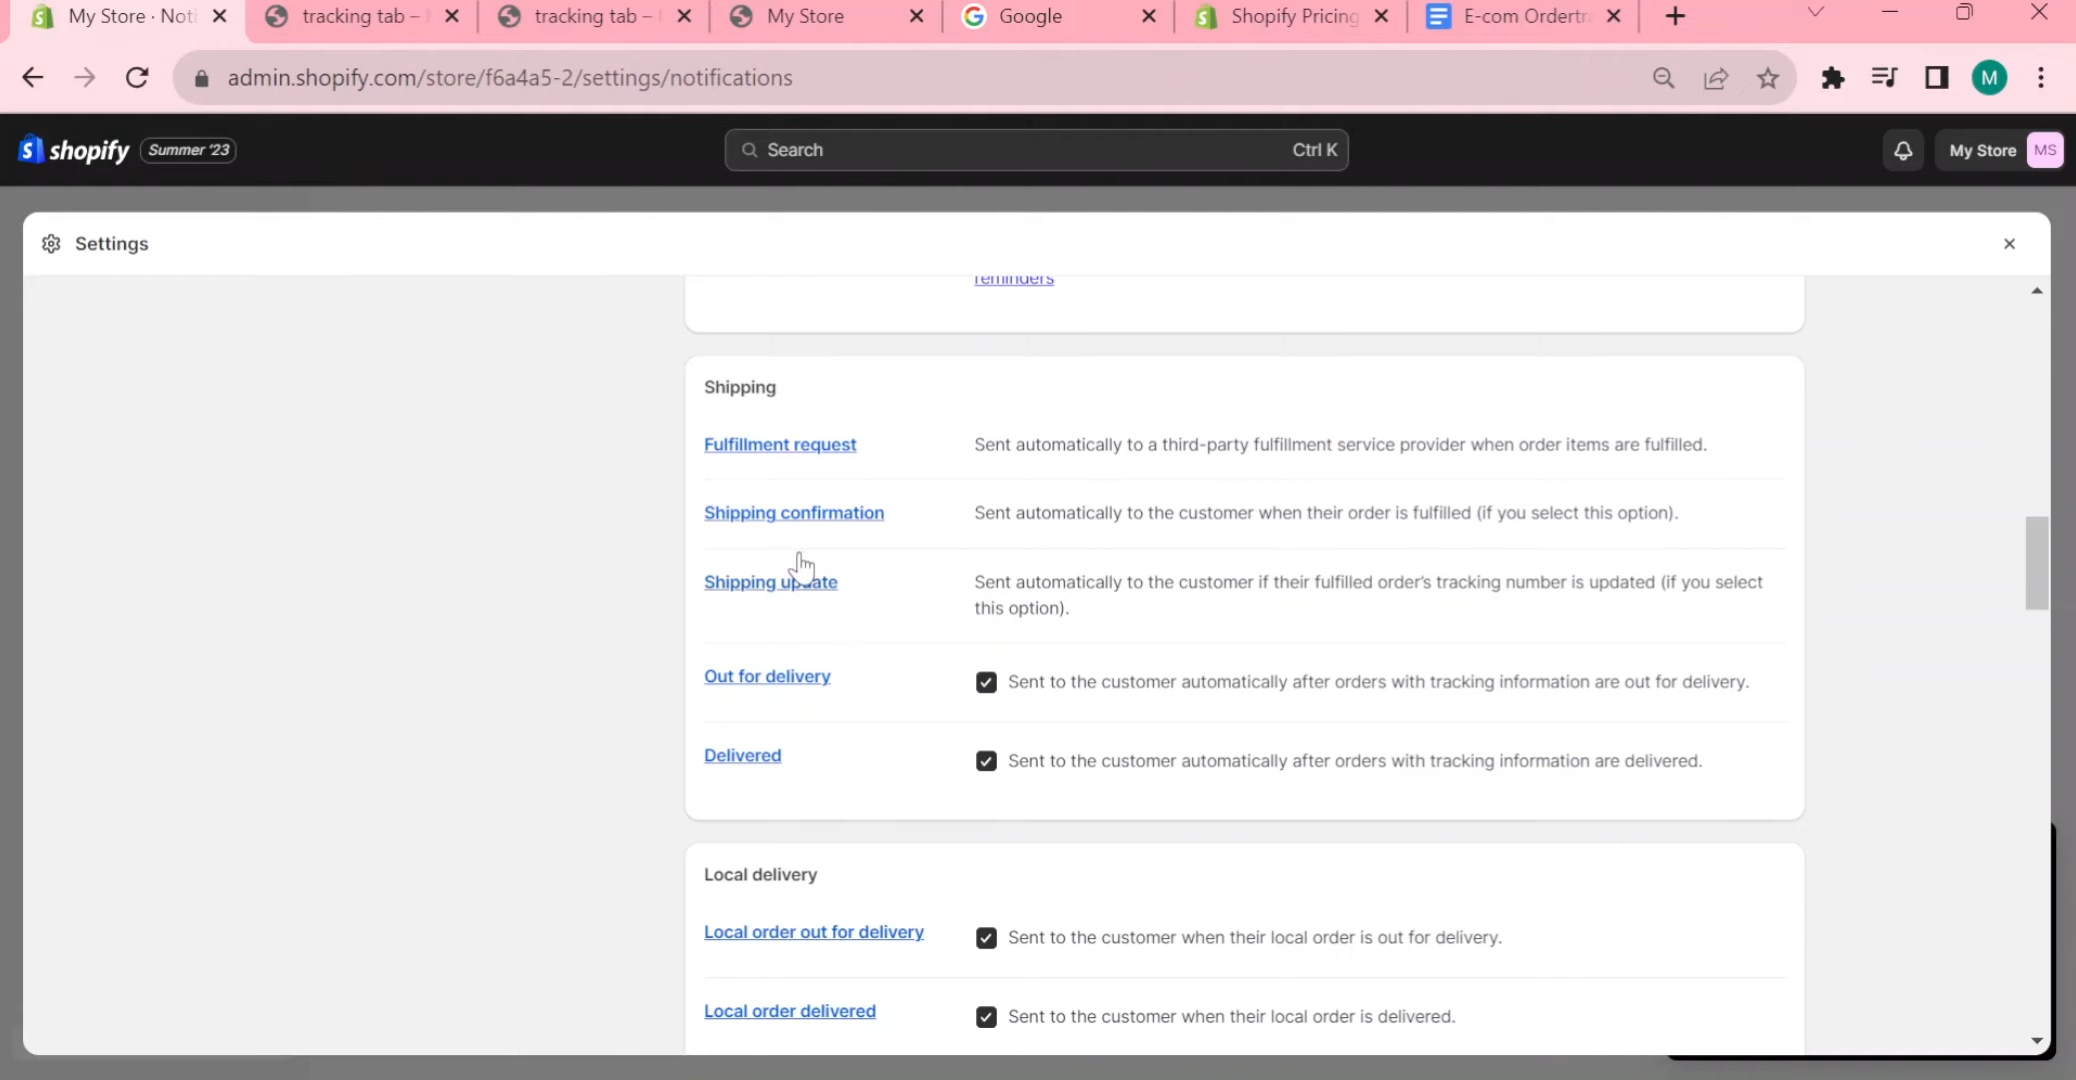 My Store · Noti
tracking tab –
tracking tab –
My Store
Google
Shopify Pricing
E-com Ordertr
admin.shopify.com/store/f6a4a5-2/settings/notifications
M
shopify
Summer '23
Search
Ctrl K
My Store
MS
Settings
reminders
Shipping
Fulfillment request
Sent automatically to a third-party fulfillment service provider when order items are fulfilled.
Shipping confirmation
Sent automatically to the customer when their order is fulfilled (if you select this option).
Shipping update
Sent automatically to the customer if their fulfilled order's tracking number is updated (if you select
this option).
Out for delivery
Sent to the customer automatically after orders with tracking information are out for delivery.
Delivered
Sent to the customer automatically after orders with tracking information are delivered.
Local delivery
Local order out for delivery
Sent to the customer when their local order is out for delivery.
Local order delivered
Sent to the customer when their local order is delivered.